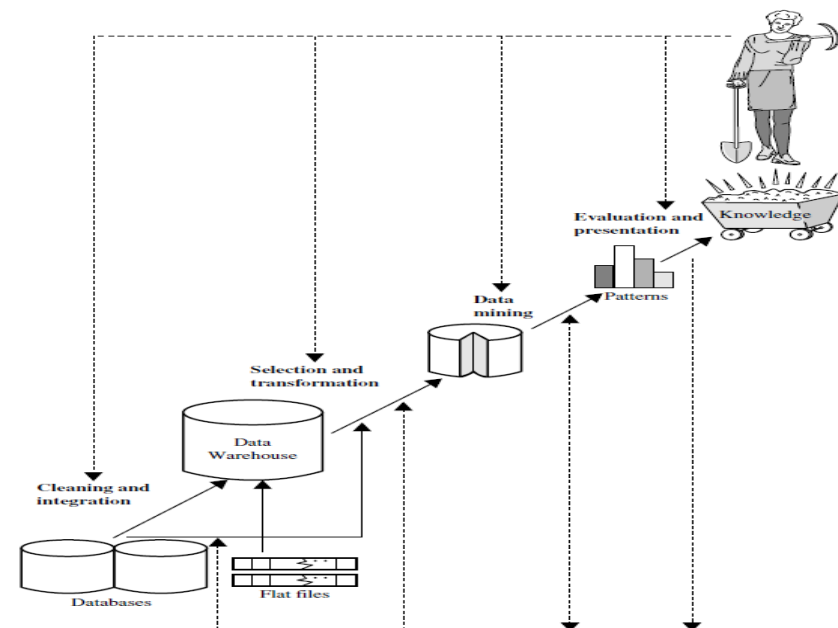 Knowledge
Evaluation and
presentation
Patterns
Data
mining
Selection and
transformation
Data
Warehouse
Cleaning and
integration
Databases
Flat files